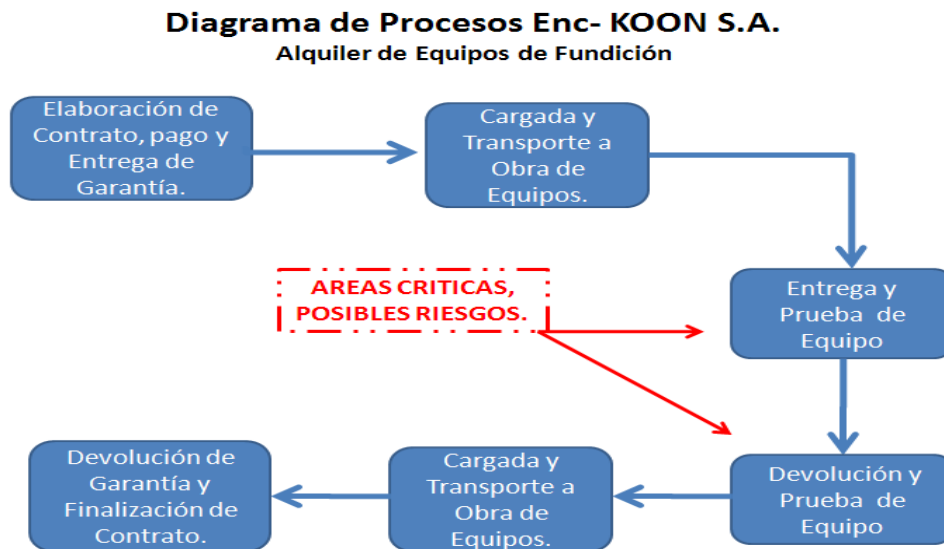 Diagrama de Procesos Enc- KOON S.A.
Alquiler de Equipos de Fundición
Elaboración de
Contrato, pago y
Entrega de
Garantía.
Cargada y
Transporte a
Obra de
Equipos.
AREAS CRITICAS,
POSIBLES RIESGOS.
Entrega y
Prueba de
Equipo
Devolución y
Prueba de
Equipo
Cargada y
Transporte a
Obra de
Equipos.
Devolución de
Garantía y
Finalización de
Contrato.